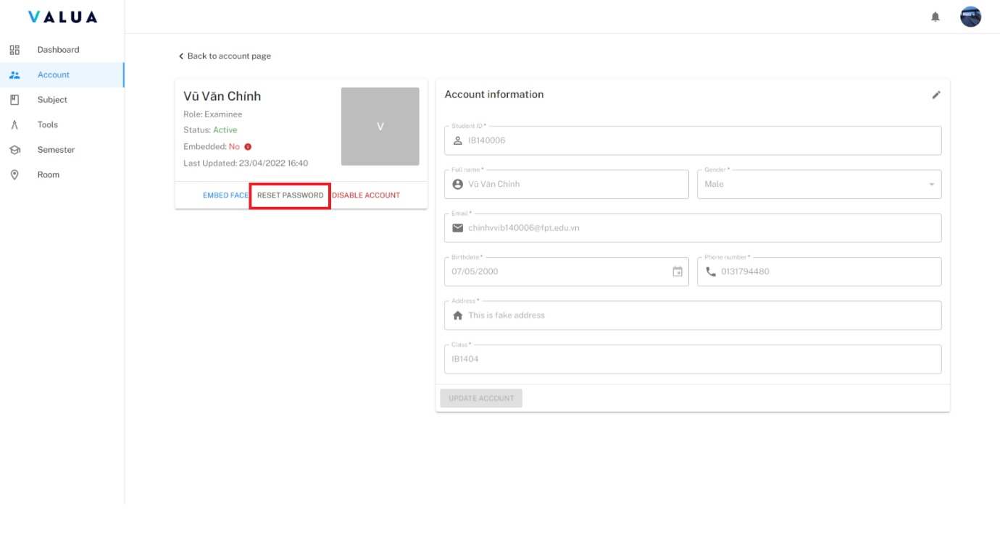 VALUA
Dashboard
Account
Subject
Tools
Semester
Room
Back to account page
Vũ Văn Chính
Role: Examinee
Status: Active
Embedded: No
Last Updated: 23/04/2022 16:40
V
EMBED FACE RESET PASSWORD DISABLE ACCOUNT
Account information
Student ID *
IB140006
Full name *
Vũ Văn Chính
Gender *
Male
Email *
chinhvvib140006@fpt.edu.vn
Birthdate *
07/05/2000
Phone number *
0131794480
Address *
This is fake address
Class *
IB1404
UPDATE ACCOUNT